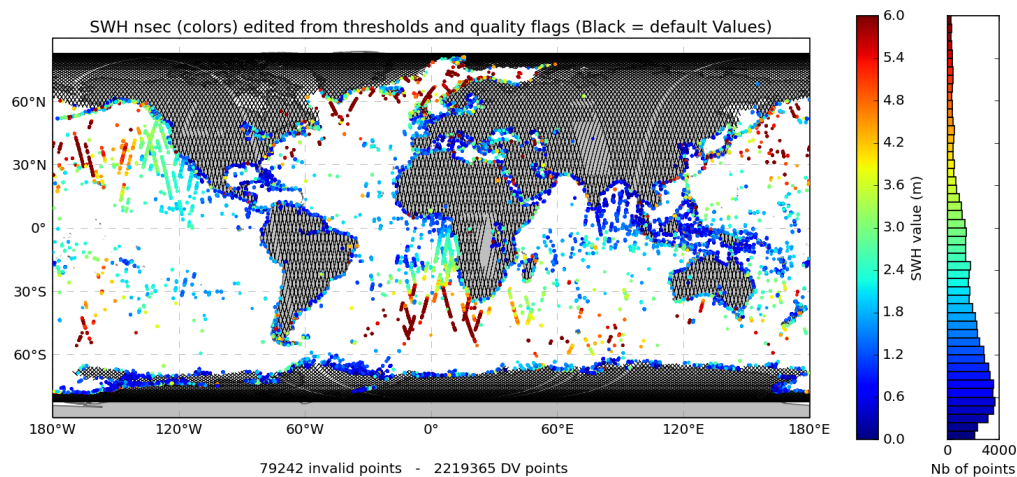 SWH nsec (colors) edited from thresholds and quality flags (Black = default Values)
60°N
30°N
0°
30°S
60°S
180°W 120°W 60°W 0° 60°E 120°E 180°E
79242 invalid points - 2219365 DV points
6.0
5.4
4.8
4.2
3.6
3.0
2.4
1.8
1.2
0.6
0.0
SWH value (m)
0 4000
Nb of points